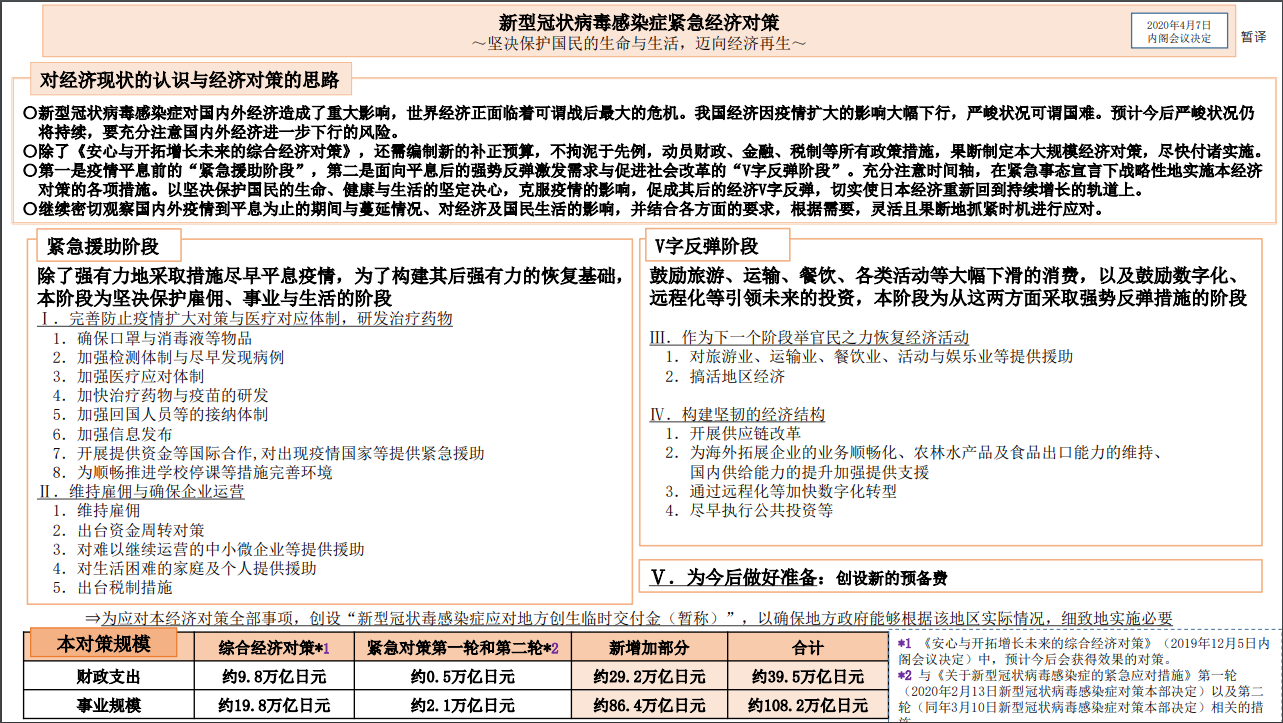 新型冠状病毒感染症紧急经济对策
～坚决保护国民的生命与生活，迈向经济再生～
2020年4月7日
内阁会议决定
暂译
对经济现状的认识与经济对策的思路
〇新型冠状病毒感染症对国内外经济造成了重大影响，世界经济正面临着可谓战后最大的危机。我国经济因疫情扩大的影响大幅下行，严峻状况可谓国难。预计今后严峻状况仍
将持续，要充分注意国内外经济进一步下行的风险。
〇除了《安心与开拓增长未来的综合经济对策》，还需编制新的补正预算，不拘泥于先例，动员财政、金融、税制等所有政策措施，果断制定本大规模经济对策，尽快付诸实施。
〇第一是疫情平息前的“紧急援助阶段”，第二是面向平息后的强势反弹激发需求与促进社会改革的“V字反弹阶段”。充分注意时间轴，在紧急事态宣言下战略性地实施本经济
对策的各项措施。以坚决保护国民的生命、健康与生活的坚定决心，克服疫情的影响，促成其后的经济V字反弹，切实使日本经济重新回到持续增长的轨道上。
〇继续密切观察国内外疫情到平息为止的期间与蔓延情况、对经济及国民生活的影响，并结合各方面的要求，根据需要，灵活且果断地抓紧时机进行应对。
紧急援助阶段
除了强有力地采取措施尽早平息疫情，为了构建其后强有力的恢复基础，
本阶段为坚决保护雇佣、事业与生活的阶段
Ⅰ．完善防止疫情扩大对策与医疗对应体制，研发治疗药物
1．确保口罩与消毒液等物品
2．加强检测体制与尽早发现病例
3．加强医疗应对体制
4．加快治疗药物与疫苗的研发
5．加强回国人员等的接纳体制
6．加强信息发布
7．开展提供资金等国际合作,对出现疫情国家等提供紧急援助
8．为顺畅推进学校停课等措施完善环境
Ⅱ．维持雇佣与确保企业运营
1．维持雇佣
2．出台资金周转对策
3．对难以继续运营的中小微企业等提供援助
4．对生活困难的家庭及个人提供援助
5．出台税制措施
V字反弹阶段
鼓励旅游、运输、餐饮、各类活动等大幅下滑的消费，以及鼓励数字化、
远程化等引领未来的投资，本阶段为从这两方面采取强势反弹措施的阶段
Ⅲ．作为下一个阶段举官民之力恢复经济活动
1．对旅游业、运输业、餐饮业、活动与娱乐业等提供援助
2．搞活地区经济
Ⅳ．构建坚韧的经济结构
1．开展供应链改革
2．为海外拓展企业的业务顺畅化、农林水产品及食品出口能力的维持、
国内供给能力的提升加强提供支援
3．通过远程化等加快数字化转型
4．尽早执行公共投资等
Ⅴ．为今后做好准备：创设新的预备费
⇒为应对本经济对策全部事项，创设“新型冠状毒感染症应对地方创生临时交付金（暂称）”，以确保地方政府能够根据该地区实际情况，细致地实施必要
本对策规模 综合经济对策*1 紧急对策第一轮和第二轮*2 新增加部分 合计
财政支出 约9.8万亿日元 约0.5万亿日元 约29.2万亿日元 约39.5万亿日元
事业规模 约19.8万亿日元 约2.1万亿日元 约86.4万亿日元 约108.2万亿日元
*1 《安心与开拓增长未来的综合经济对策》（2019年12月5日内
阁会议决定）中，预计今后会获得效果的对策。
*2 与《关于新型冠状病毒感染症的紧急应对措施》第一轮
（2020年2月13日新型冠状病毒感染症对策本部决定）以及第二
轮（同年3月10日新型冠状病毒感染症对策本部决定）相关的措